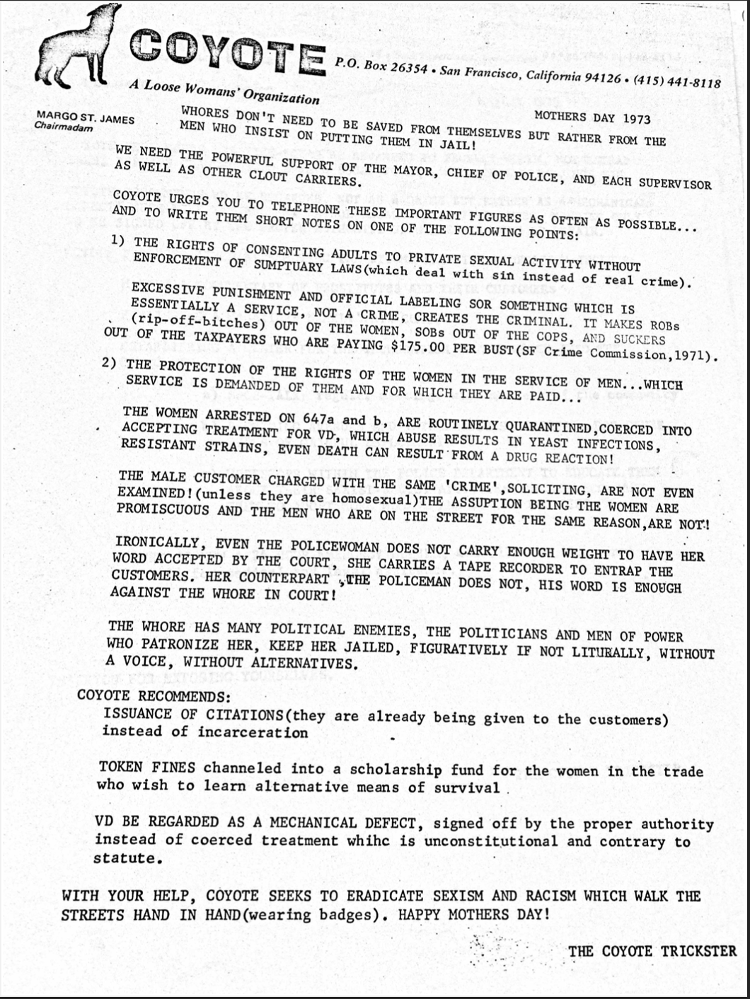 COYOTE P.O. Box 26354 • San Francisco, California 94126 • (415) 441-8118
A Loose Womans' Organization
MARGO ST. JAMES
Chairmadam
MOTHERS DAY 1973
WHORES DON'T NEED TO BE SAVED FROM THEMSELVES BUT RATHER FROM THE
MEN WHO INSIST ON PUTTING THEM IN JAIL!
WE NEED THE POWERFUL SUPPORT OF THE MAYOR, CHIEF OF POLICE, AND EACH SUPERVISOR
AS WELL AS OTHER CLOUT CARRIERS.
COYOTE URGES YOU TO TELEPHONE THESE IMPORTANT FIGURES AS OFTEN AS POSSIBLE...
AND TO WRITE THEM SHORT NOTES ON ONE OF THE FOLLOWING POINTS:
1) THE RIGHTS OF CONSENTING ADULTS TO PRIVATE SEXUAL ACTIVITY WITHOUT
ENFORCEMENT OF SUMPTUARY LAWS(which deal with sin instead of real crime).
EXCESSIVE PUNISHMENT AND OFFICIAL LABELING SOR SOMETHING WHICH IS
ESSENTIALLY A SERVICE, NOT A CRIME, CREATES THE CRIMINAL. IT MAKES ROBs
(rip-off-bitches) OUT OF THE WOMEN, SOBs OUT OF THE COPS, AND SUCKERS
OUT OF THE TAXPAYERS WHO ARE PAYING $175.00 PER BUST(SF Crime Commission,1971).
2) THE PROTECTION OF THE RIGHTS OF THE WOMEN IN THE SERVICE OF MEN...WHICH
SERVICE IS DEMANDED OF THEM AND FOR WHICH THEY ARE PAID...
THE WOMEN ARRESTED ON 647a and b, ARE ROUTINELY QUARANTINED,COERCED INTO
ACCEPTING TREATMENT FOR VD, WHICH ABUSE RESULTS IN YEAST INFECTIONS,
RESISTANT STRAINS, EVEN DEATH CAN RESULT FROM A DRUG REACTION!
THE MALE CUSTOMER CHARGED WITH THE SAME 'CRIME',SOLICITING, ARE NOT EVEN
EXAMINED!(unless they are homosexual)THE ASSUPTION BEING THE WOMEN ARE
PROMISCUOUS AND THE MEN WHO ARE ON THE STREET FOR THE SAME REASON,ARE NOT!
IRONICALLY, EVEN THE POLICEWOMAN DOES NOT CARRY ENOUGH WEIGHT TO HAVE HER
WORD ACCEPTED BY THE COURT, SHE CARRIES A TAPE RECORDER TO ENTRAP THE
CUSTOMERS. HER COUNTERPART ,THE POLICEMAN DOES NOT, HIS WORD IS ENOUGH
AGAINST THE WHORE IN COURT!
THE WHORE HAS MANY POLITICAL ENEMIES, THE POLITICIANS AND MEN OF POWER
WHO PATRONIZE HER, KEEP HER JAILED, FIGURATIVELY IF NOT LITURALLY, WITHOUT
A VOICE, WITHOUT ALTERNATIVES.
COYOTE RECOMMENDS:
ISSUANCE OF CITATIONS(they are already being given to the customers)
instead of incarceration
TOKEN FINES channeled into a scholarship fund for the women in the trade
who wish to learn alternative means of survival .
VD BE REGARDED AS A MECHANICAL DEFECT, signed off by the proper authority
instead of coerced treatment whihc is unconstitutional and contrary to
statute.
WITH YOUR HELP, COYOTE SEEKS TO ERADICATE SEXISM AND RACISM WHICH WALK THE
STREETS HAND IN HAND(wearing badges). HAPPY MOTHERS DAY!
THE COYOTE TRICKSTER